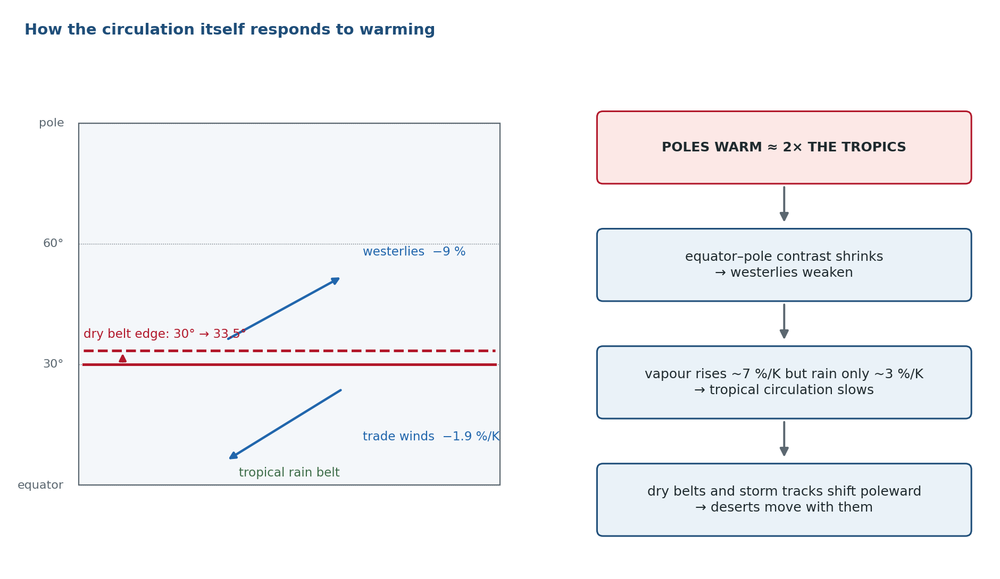 How the circulation itself responds to warming
pole
60°
westerlies −9 %
dry belt edge: 30° → 33.5°
30°
trade winds −1.9 %/K
tropical rain belt
equator
POLES WARM ≈ 2× THE TROPICS
equator–pole contrast shrinks
→ westerlies weaken
vapour rises ~7 %/K but rain only ~3 %/K
→ tropical circulation slows
dry belts and storm tracks shift poleward
→ deserts move with them